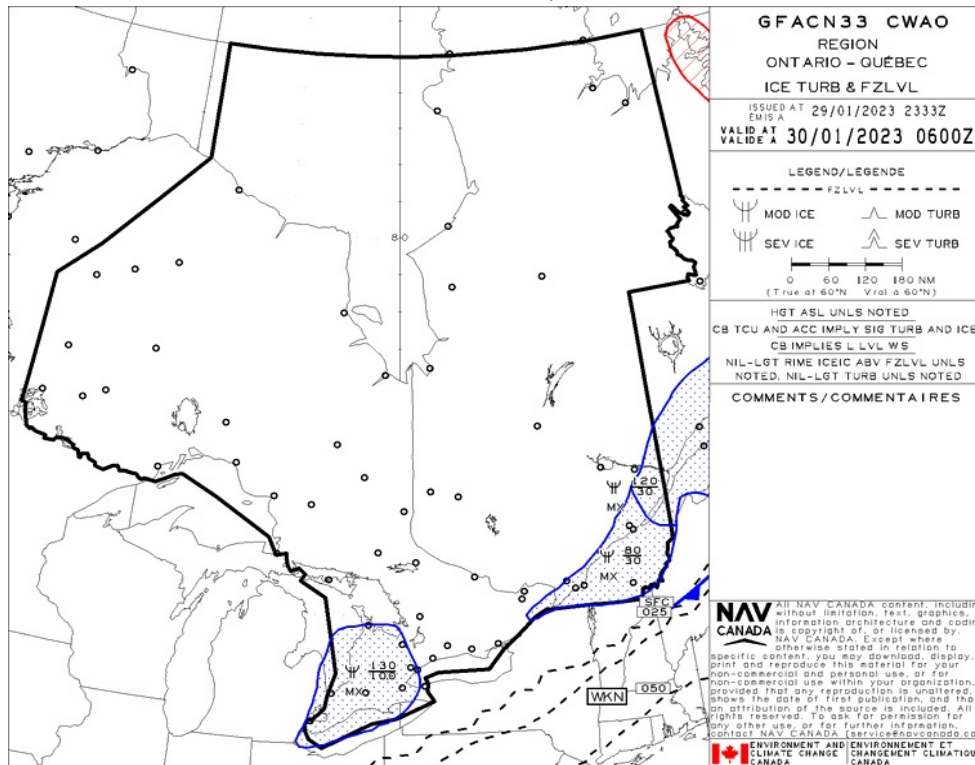 GFACN33 CWAO
REGION
ONTARIO - QUÉBEC
ICE TURB & FZLVL
ISSUED AT
ÉMIS A
29/01/2023 2333Z
VALID AT
VALIDE A
30/01/2023 0600Z
LEGEND/LÉGENDE
FZLVL
MOD ICE
MOD TURB
SEV ICE
SEV TURB
0 60 120 180 NM
(True at 60°N Vrai à 60°N)
HGT ASL UNLS NOTED
CB TCU AND ACC IMPLY SIG TURB AND ICE
CB IMPLIES L LVL WS
NIL-LGT RIME ICEIC ABV FZLVL UNLS
NOTED. NIL-LGT TURB UNLS NOTED
COMMENTS/COMMENTAIRES
80
120
30
MX
80
30
MX
SFC
025
130
100
MX
WKN
050
NAV
CANADA
All NAV CANADA content, includin
without limitation, text, graphics,
information architecture and codin
is copyright of, or licensed by,
NAV CANADA. Except where
otherwise stated in relation to
specific content, you may download, display,
print and reproduce this material for your
non-commercial and personal use, or for
non-commercial use within your organization,
provided that any reproduction is unaltered,
shows the date of first publication, and tha
an attribution of the source is included. All
rights reserved. To ask for permission for
any other use, or for further information,
contact NAV CANADA [service@navcanada.ca
ENVIRONMENT AND
CLIMATE CHANGE
CANADA
ENVIRONNEMENT ET
CHANGEMENT CLIMATIQU
CANADA